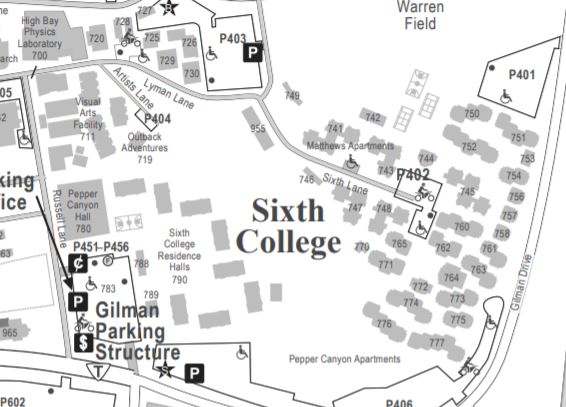 Warren
Field
727
High Bay
Physics
Laboratory
700
728
720
725
726
729
730
P403
P
P401
05
Artists Lane
Lyman Lane
749
Visual
Arts
Facility
711
P404
Outback
Adventures
719
955
741
742
Matthews Apartments
743
744
750
751
752
753
754
746
Sixth Lane
P402
745
756
757
758
747
748
king
ice
Russell Lane
Pepper
Canyon
Hall
780
Sixth
College
Sixth
College
Residence
Halls
790
770
765
760
762
761
763
771
764
772
773
774
775
776
777
Gilman Drive
63
P451–P456
788
783
789
P
$
Gilman
Parking
Structure
965
T
P
Pepper Canyon Apartments
P602
P406